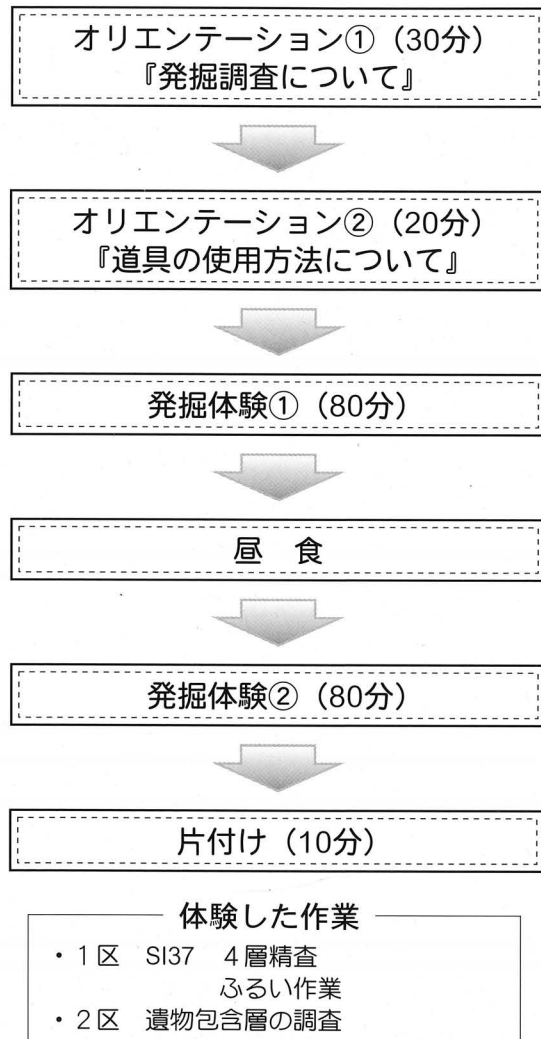 オリエンテーション①（30分）
『発掘調査について』
オリエンテーション②（20分）
『道具の使用方法について』
発掘体験①（80分）
昼　食
発掘体験②（80分）
片付け（10分）
体験した作業
・1区　SI37　4層精査
ふるい作業
・2区　遺物包含層の調査